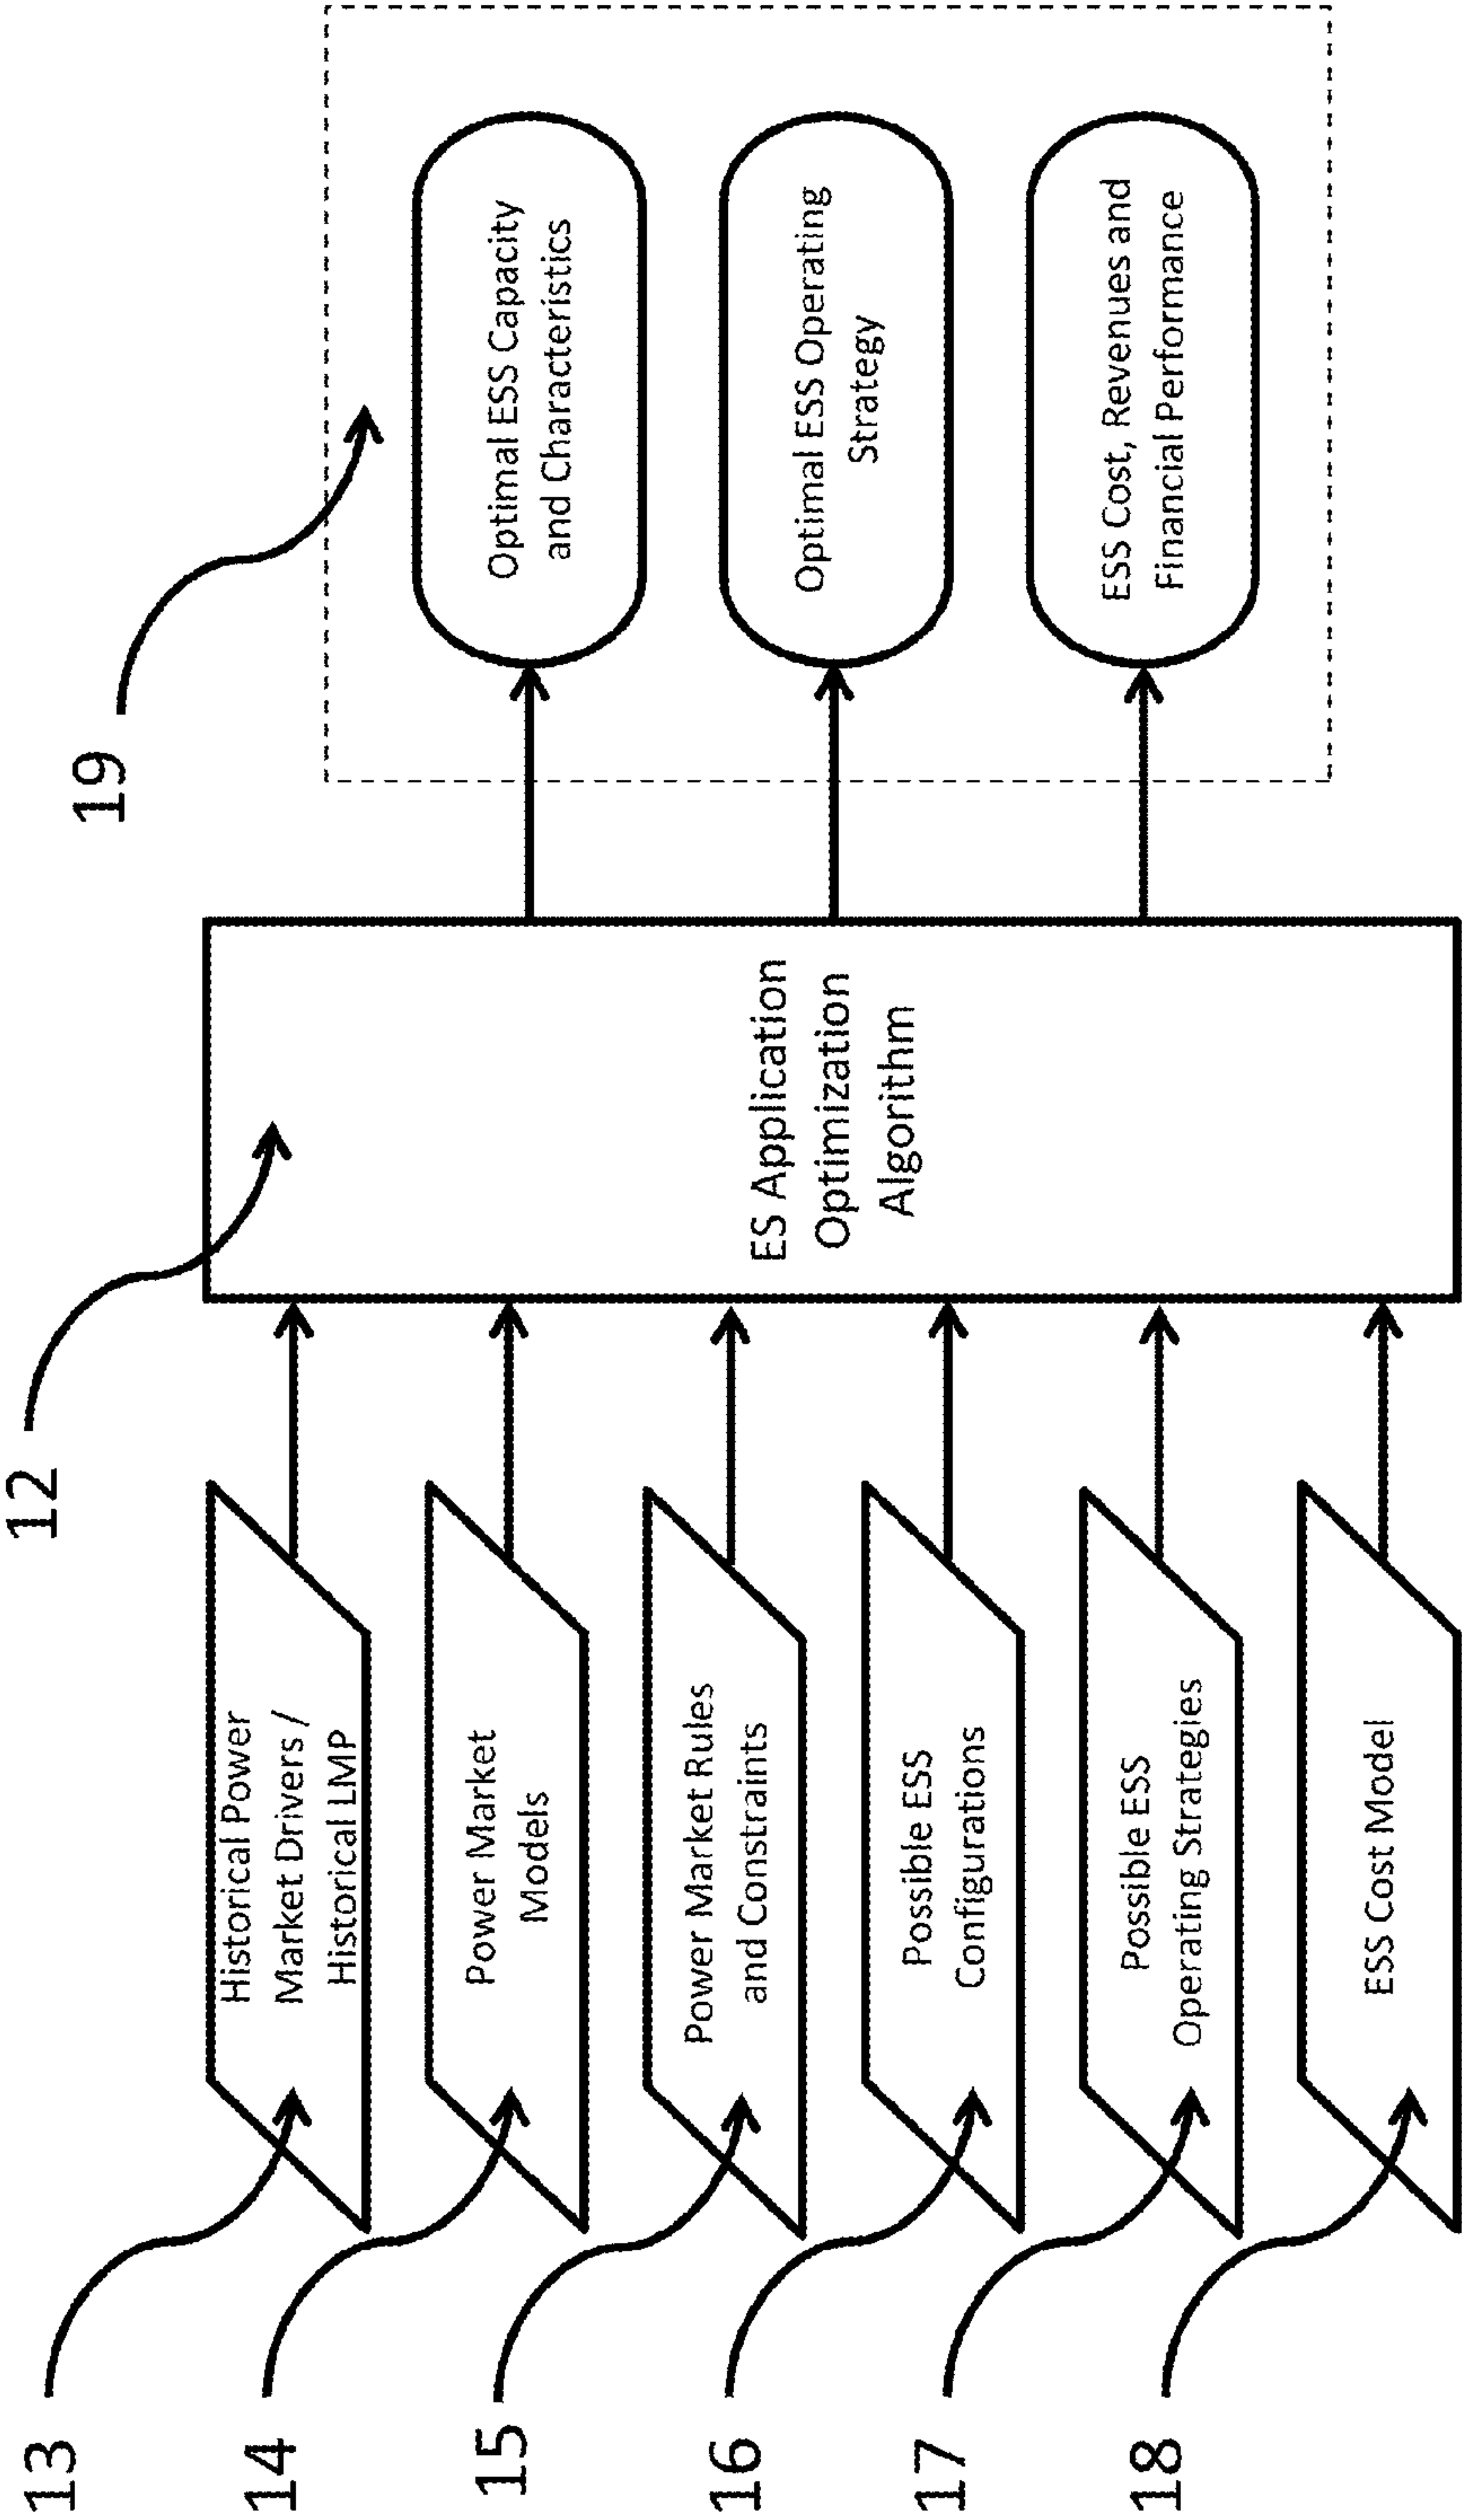 13
Historical Power
Market Drivers /
Historical LMP
14
Power Market
Models
15
Power Market Rules
and Constraints
16
Possible ESS
Configurations
17
Possible ESS
Operating Strategies
18
ESS Cost Model
12
ES Application
Optimization
Algorithm
19
Optimal ESS Capacity
and Characteristics
Optimal ESS Operating
Strategy
ESS Cost, Revenues and
Financial Performance